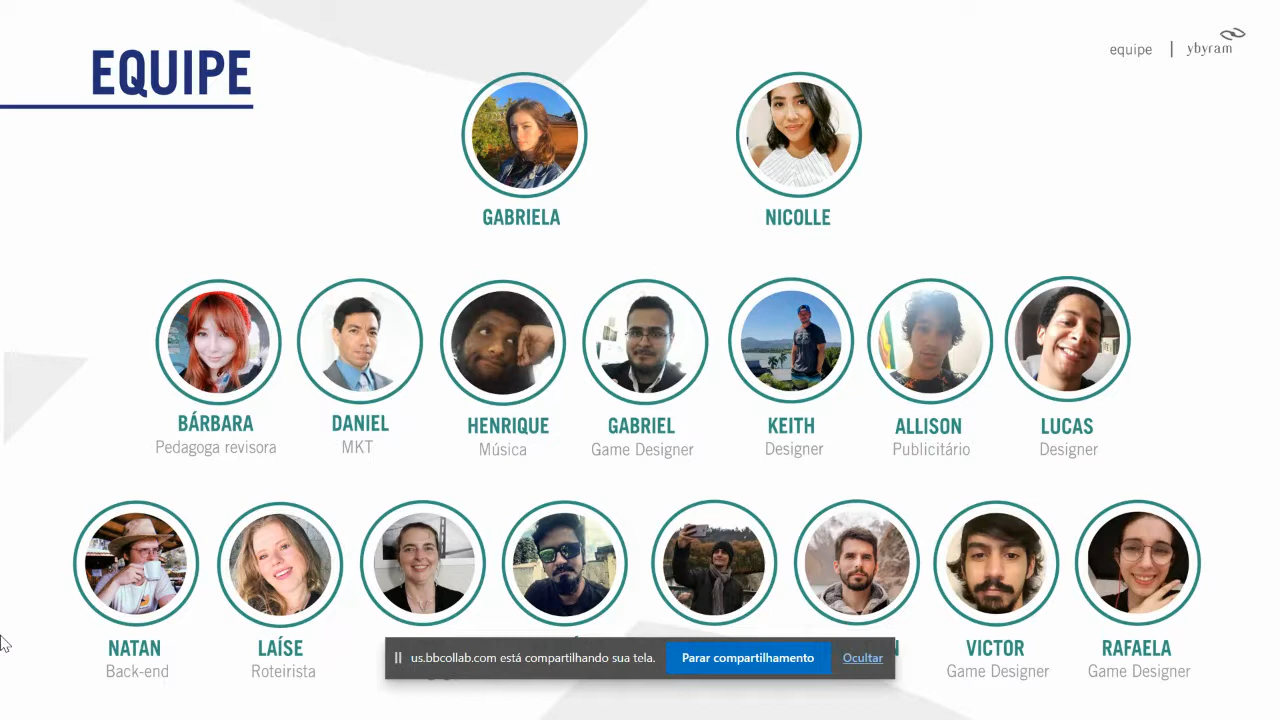 EQUIPE
equipe | ybyram
GABRIELA
NICOLLE
BÁRBARA
Pedagoga revisora
DANIEL
MKT
HENRIQUE
Música
GABRIEL
Game Designer
KEITH
Designer
ALLISON
Publicitário
LUCAS
Designer
NATAN
Back-end
LAÍSE
Roteirista
us.bbcollab.com está compartilhando sua tela.
Parar compartilhamento
Ocultar
VICTOR
Game Designer
RAFAELA
Game Designer